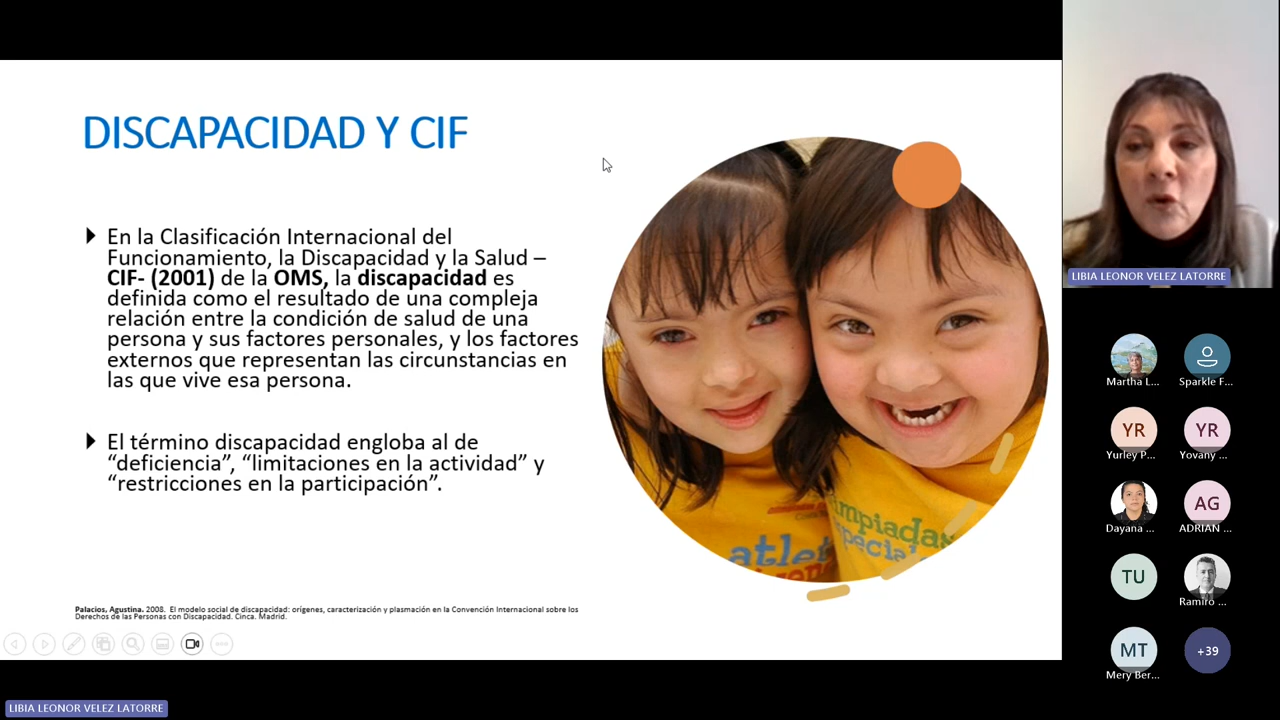 DISCAPACIDAD Y CIF
En la Clasificación Internacional del
Funcionamiento, la Discapacidad y la Salud –
CIF- (2001) de la OMS, la discapacidad es
definida como el resultado de una compleja
relación entre la condición de salud de una
persona y sus factores personales, y los factores
externos que representan las circunstancias en
las que vive esa persona.
El término discapacidad engloba al de
“deficiencia”, “limitaciones en la actividad” y
“restricciones en la participación”.
Palacios, Agustina. 2008. El modelo social de discapacidad: orígenes, caracterización y plasmación en la Convención Internacional sobre los
Derechos de las Personas con Discapacidad. Cinca. Madrid.
LIBIA LEONOR VELEZ LATORRE
LIBIA LEONOR VELEZ LATORRE
Martha L...
Sparkle F...
YR
YR
Yurley P...
Yovany ...
AG
Dayana ...
ADRIAN ...
TU
Ramiro ...
MT
+39
Mery Ber...